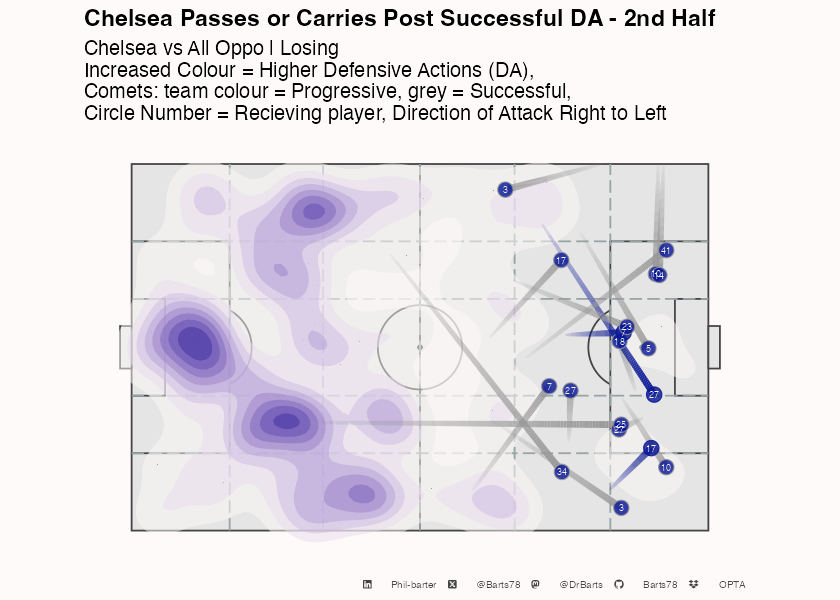 Chelsea Passes or Carries Post Successful DA - 2nd Half
Chelsea vs All Oppo | Losing
Increased Colour = Higher Defensive Actions (DA),
Comets: team colour = Progressive, grey = Successful,
Circle Number = Recieving player, Direction of Attack Right to Left
3
41
17
14
23
18
5
7
27
27
25
17
10
34
3
Phil-barter @Barts78 @DrBarts Barts78 OPTA